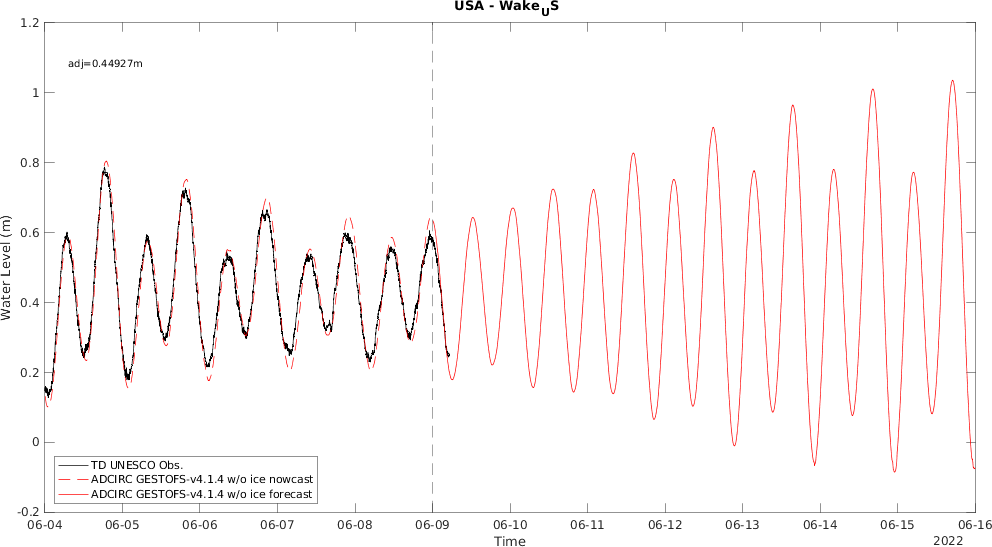 USA - WakeUS
adj=0.44927m
Water Level (m)
1.2
1
0.8
0.6
0.4
0.2
0
-0.2
TD UNESCO Obs.
ADCIRC GESTOFS-v4.1.4 w/o ice nowcast
ADCIRC GESTOFS-v4.1.4 w/o ice forecast
06-04 06-05 06-06 06-07 06-08 06-09 06-10 06-11 06-12 06-13 06-14 06-15 06-16
Time
2022